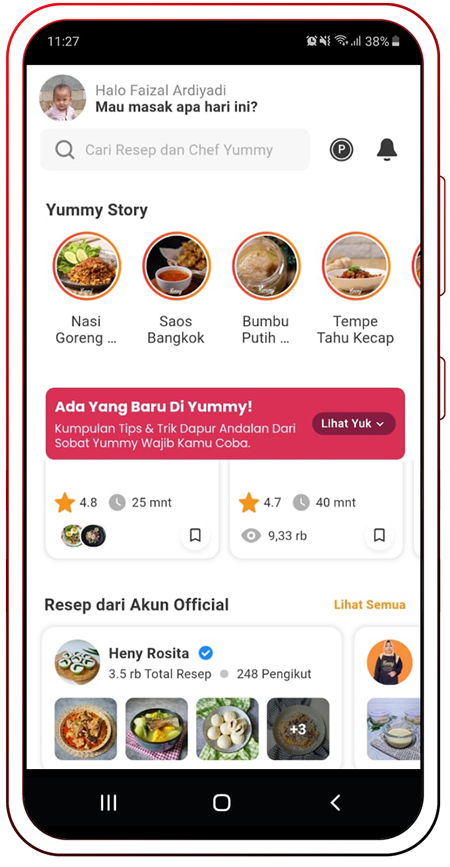 11:27
38%
Halo Faizal Ardiyadi
Mau masak apa hari ini?
Cari Resep dan Chef Yummy
P
Yummy Story
Nasi Goreng ...
Saos Bangkok
Bumbu Putih ...
Tempe Tahu Kecap
Ada Yang Baru Di Yummy!
Kumpulan Tips & Trik Dapur Andalan Dari
Sobat Yummy Wajib Kamu Coba.
Lihat Yuk
4.8 25 mnt
4.7 40 mnt
9,33 rb
Resep dari Akun Official
Lihat Semua
Heny Rosita
3.5 rb Total Resep 248 Pengikut
+3